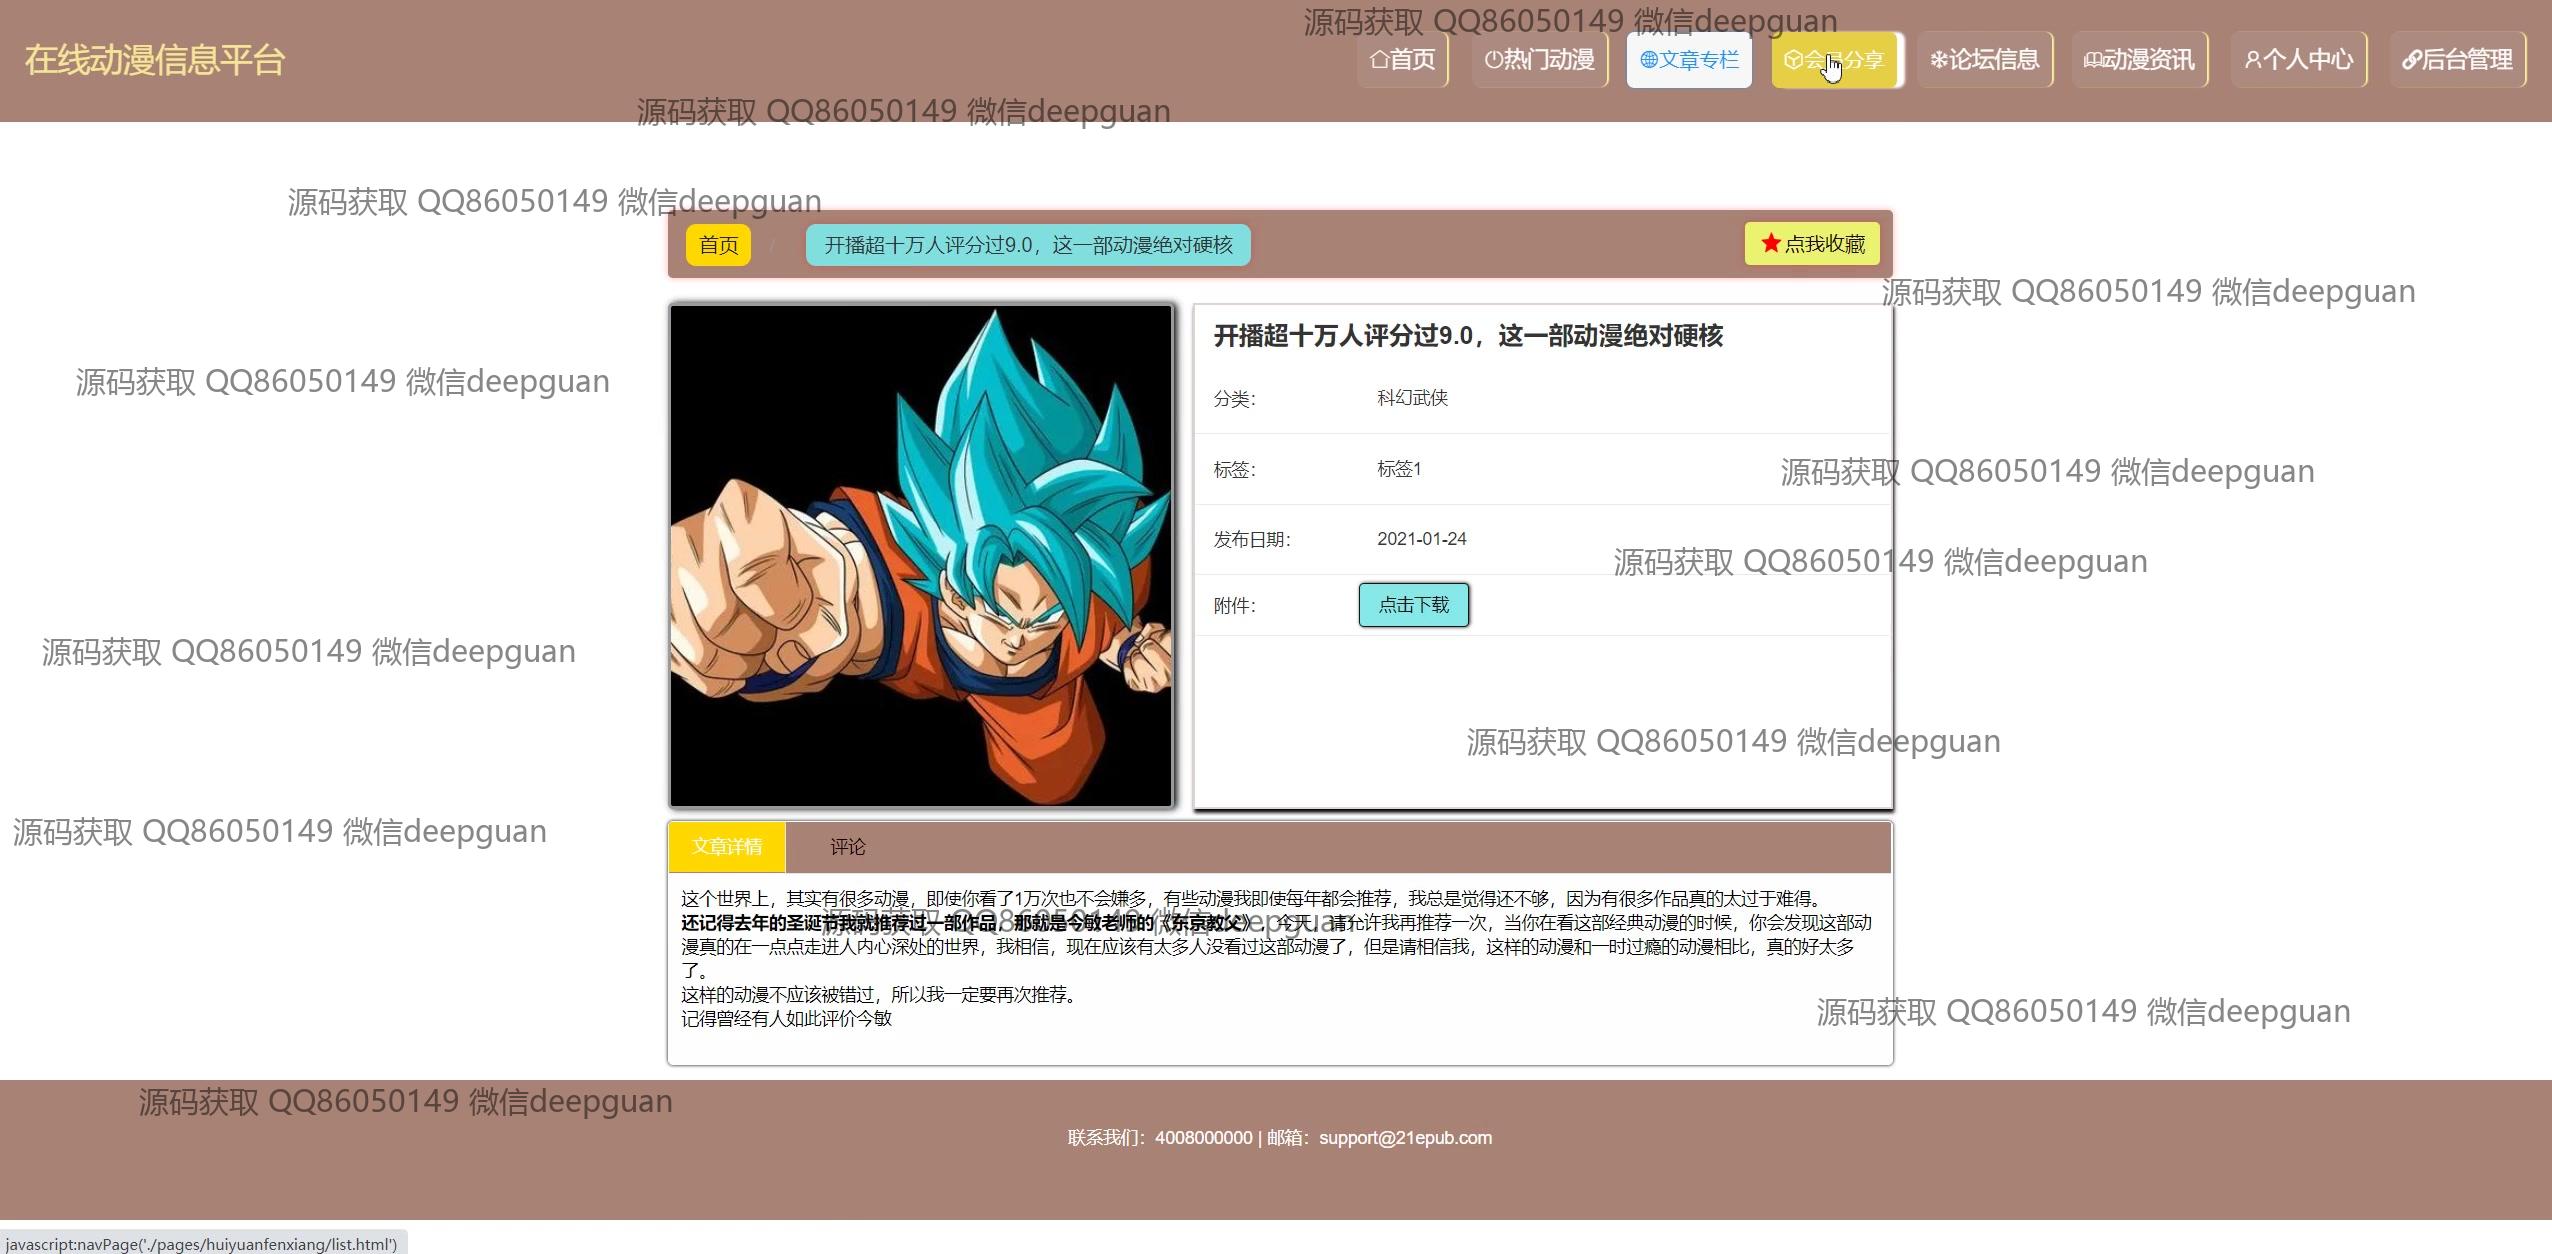 源码获取 QQ86050149 微信deepguan
在线动漫信息平台
首页
热门动漫
文章专栏
会员分享
论坛信息
动漫资讯
个人中心
后台管理
源码获取 QQ86050149 微信deepguan
源码获取 QQ86050149 微信deepguan
首页
/
开播超十万人评分过9.0，这一部动漫绝对硬核
点我收藏
源码获取 QQ86050149 微信deepguan
开播超十万人评分过9.0，这一部动漫绝对硬核
源码获取 QQ86050149 微信deepguan
分类：
科幻武侠
标签：
标签1
源码获取 QQ86050149 微信deepguan
发布日期：
2021-01-24
源码获取 QQ86050149 微信deepguan
附件：
点击下载
源码获取 QQ86050149 微信deepguan
源码获取 QQ86050149 微信deepguan
源码获取 QQ86050149 微信deepguan
文章详情
评论
这个世界上，其实有很多动漫，即使你看了1万次也不会嫌多，有些动漫我即使每年都会推荐，我总是觉得还不够，因为有很多作品真的太过于难得。
还记得去年的圣诞节我就推荐过一部作品，那就是今敏老师的《东京教父》，今天，请允许我再推荐一次，当你在看这部经典动漫的时候，你会发现这部动
源码获取 QQ86050149 微信deepguan
漫真的在一点点走进人内心深处的世界，我相信，现在应该有太多人没看过这部动漫了，但是请相信我，这样的动漫和一时过瘾的动漫相比，真的好太多
了。
这样的动漫不应该被错过，所以我一定要再次推荐。
记得曾经有人如此评价今敏
源码获取 QQ86050149 微信deepguan
源码获取 QQ86050149 微信deepguan
联系我们：4008000000 | 邮箱：support@21epub.com
javascript:navPage('./pages/huiyuanfenxiang/list.html')